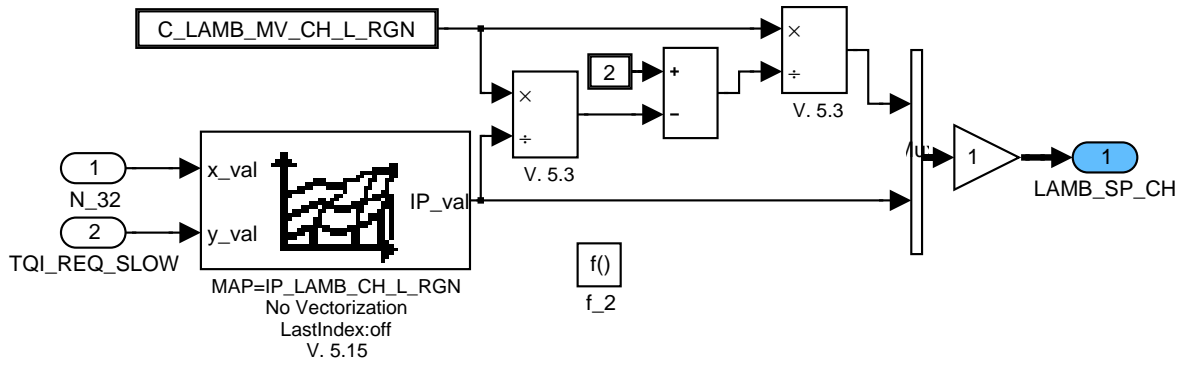 C_LAMB_MV_CH_L_RGN
×
÷
V. 5.3
2
+
−
×
÷
V. 5.3
1
N_32
2
TQI_REQ_SLOW
x_val
y_val
IP_val
MAP=IP_LAMB_CH_L_RGN
No Vectorization
LastIndex:off
V. 5.15
f()
f_2
1
1
LAMB_SP_CH